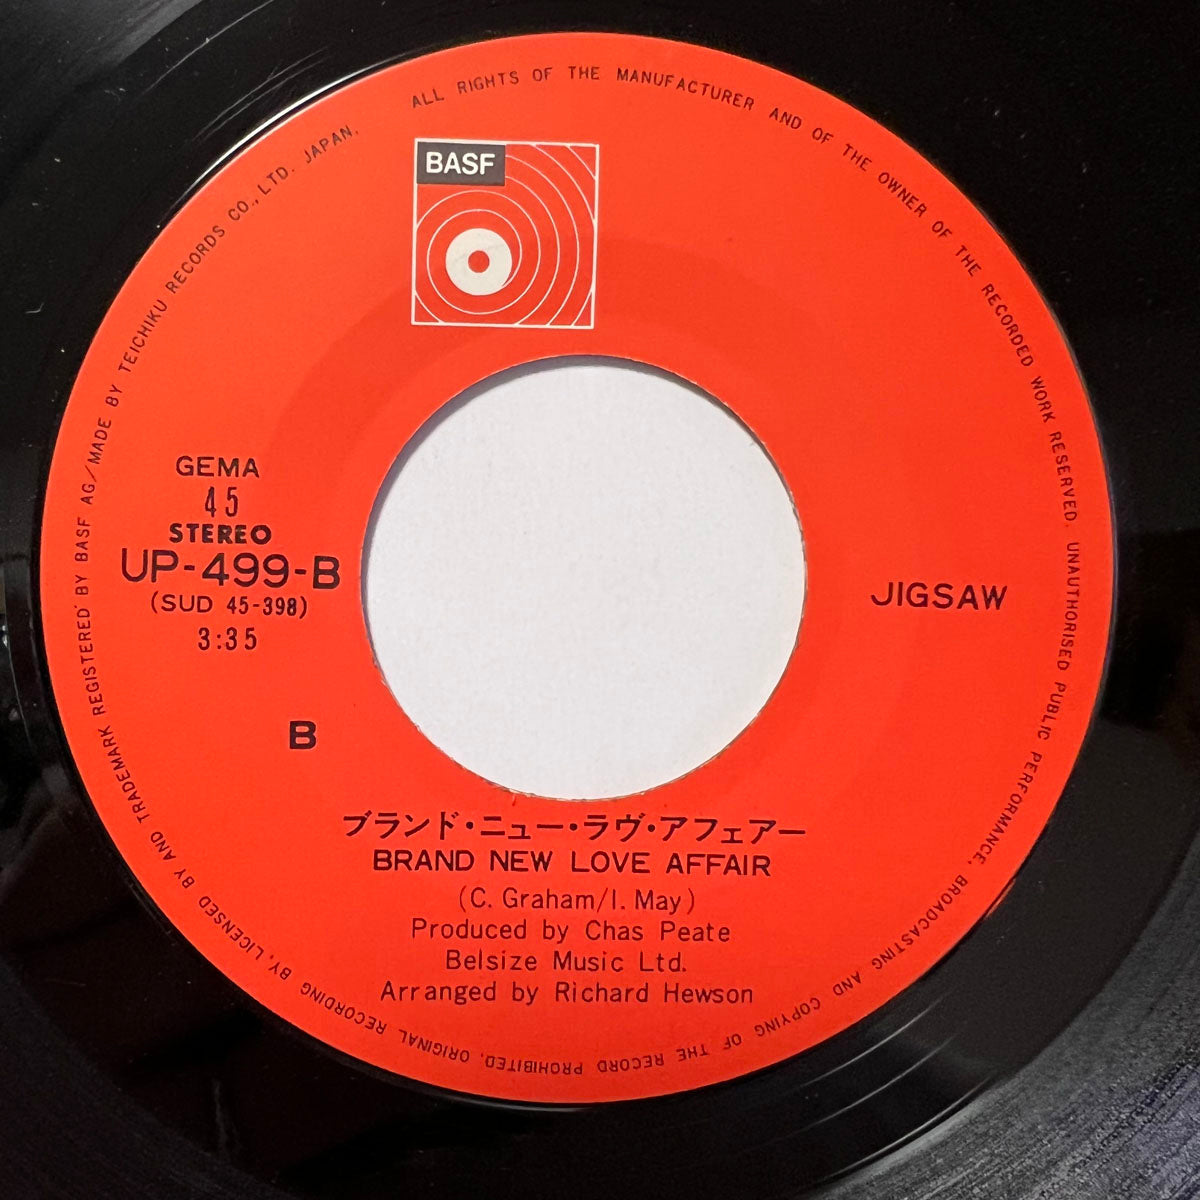 ALL RIGHTS OF THE MANUFACTURER AND OF THE OWNER OF THE RECORDED WORK RESERVED. UNAUTHORISED PUBLIC PERFORMANCE, BROADCASTING AND COPYING OF THE RECORD PROHIBITED. ORIGINAL RECORDING BY, LICENSED BY AND TRADEMARK REGISTERED BY BASF AG/MADE BY TEICHIKU RECORDS CO., LTD. JAPAN.
BASF
GEMA
45
STEREO
UP-499-B
(SUD 45-398)
3:35
JIGSAW
B
ブランド・ニュー・ラヴ・アフェアー
BRAND NEW LOVE AFFAIR
(C. Graham/I. May)
Produced by Chas Peate
Belsize Music Ltd.
Arranged by Richard Hewson